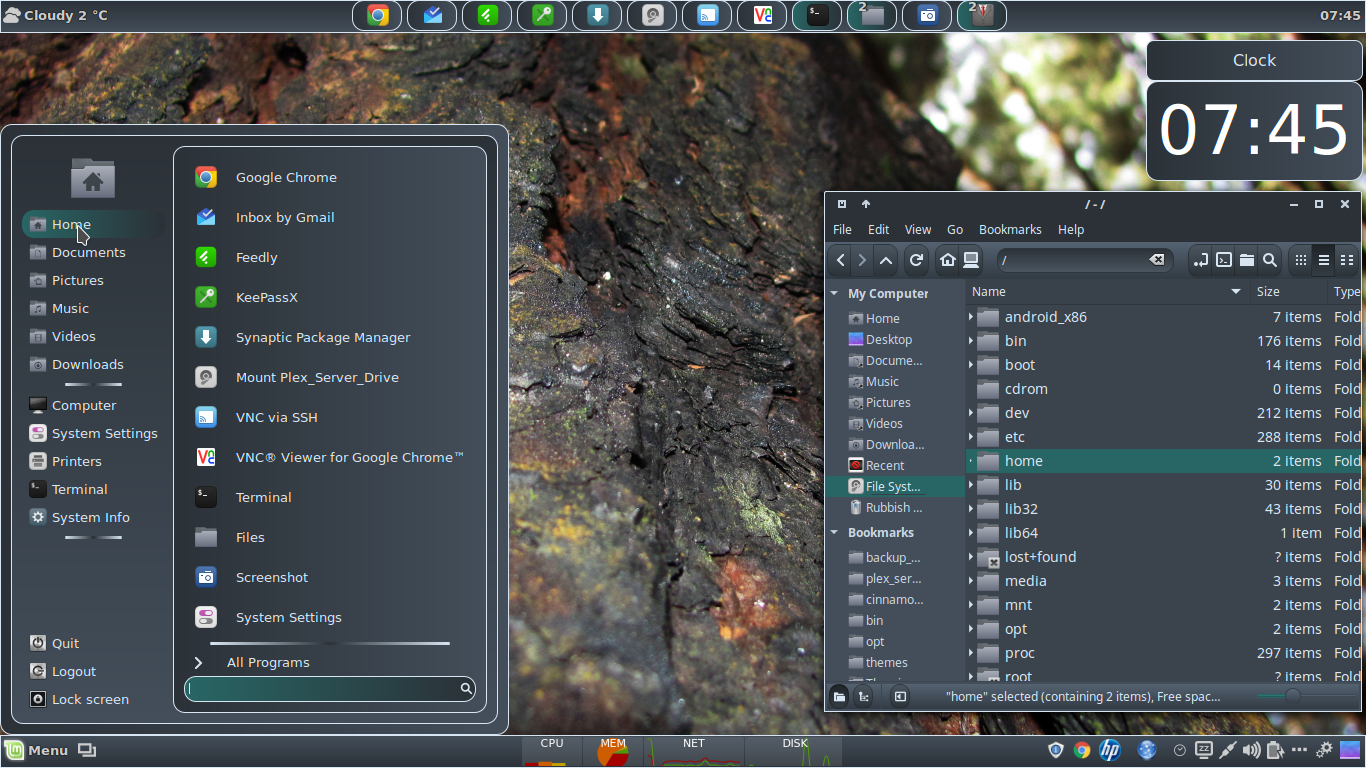 Cloudy 2 °C
2
2
07:45
Clock
07:45
Home
Documents
Pictures
Music
Videos
Downloads
Computer
System Settings
Printers
Terminal
System Info
Quit
Logout
Lock screen
Google Chrome
Inbox by Gmail
Feedly
KeePassX
Synaptic Package Manager
Mount Plex_Server_Drive
VNC via SSH
VNC® Viewer for Google Chrome™
Terminal
Files
Screenshot
System Settings
All Programs
/ - /
File Edit View Go Bookmarks Help
/
My Computer
Home
Desktop
Docume...
Music
Pictures
Videos
Downloa...
Recent
File Syst...
Rubbish ...
Bookmarks
backup_...
plex_ser...
cinnamo...
bin
opt
themes
Name Size Type
android_x86 7 items Fold
bin 176 items Fold
boot 14 items Fold
cdrom 0 items Fold
dev 212 items Fold
etc 288 items Fold
home 2 items Fold
lib 30 items Fold
lib32 43 items Fold
lib64 1 item Fold
lost+found ? items Fold
media 3 items Fold
mnt 2 items Fold
opt 2 items Fold
proc 297 items Fold
root ? items Fold
"home" selected (containing 2 items), Free spac...
Menu
CPU MEM NET DISK
hp
zz